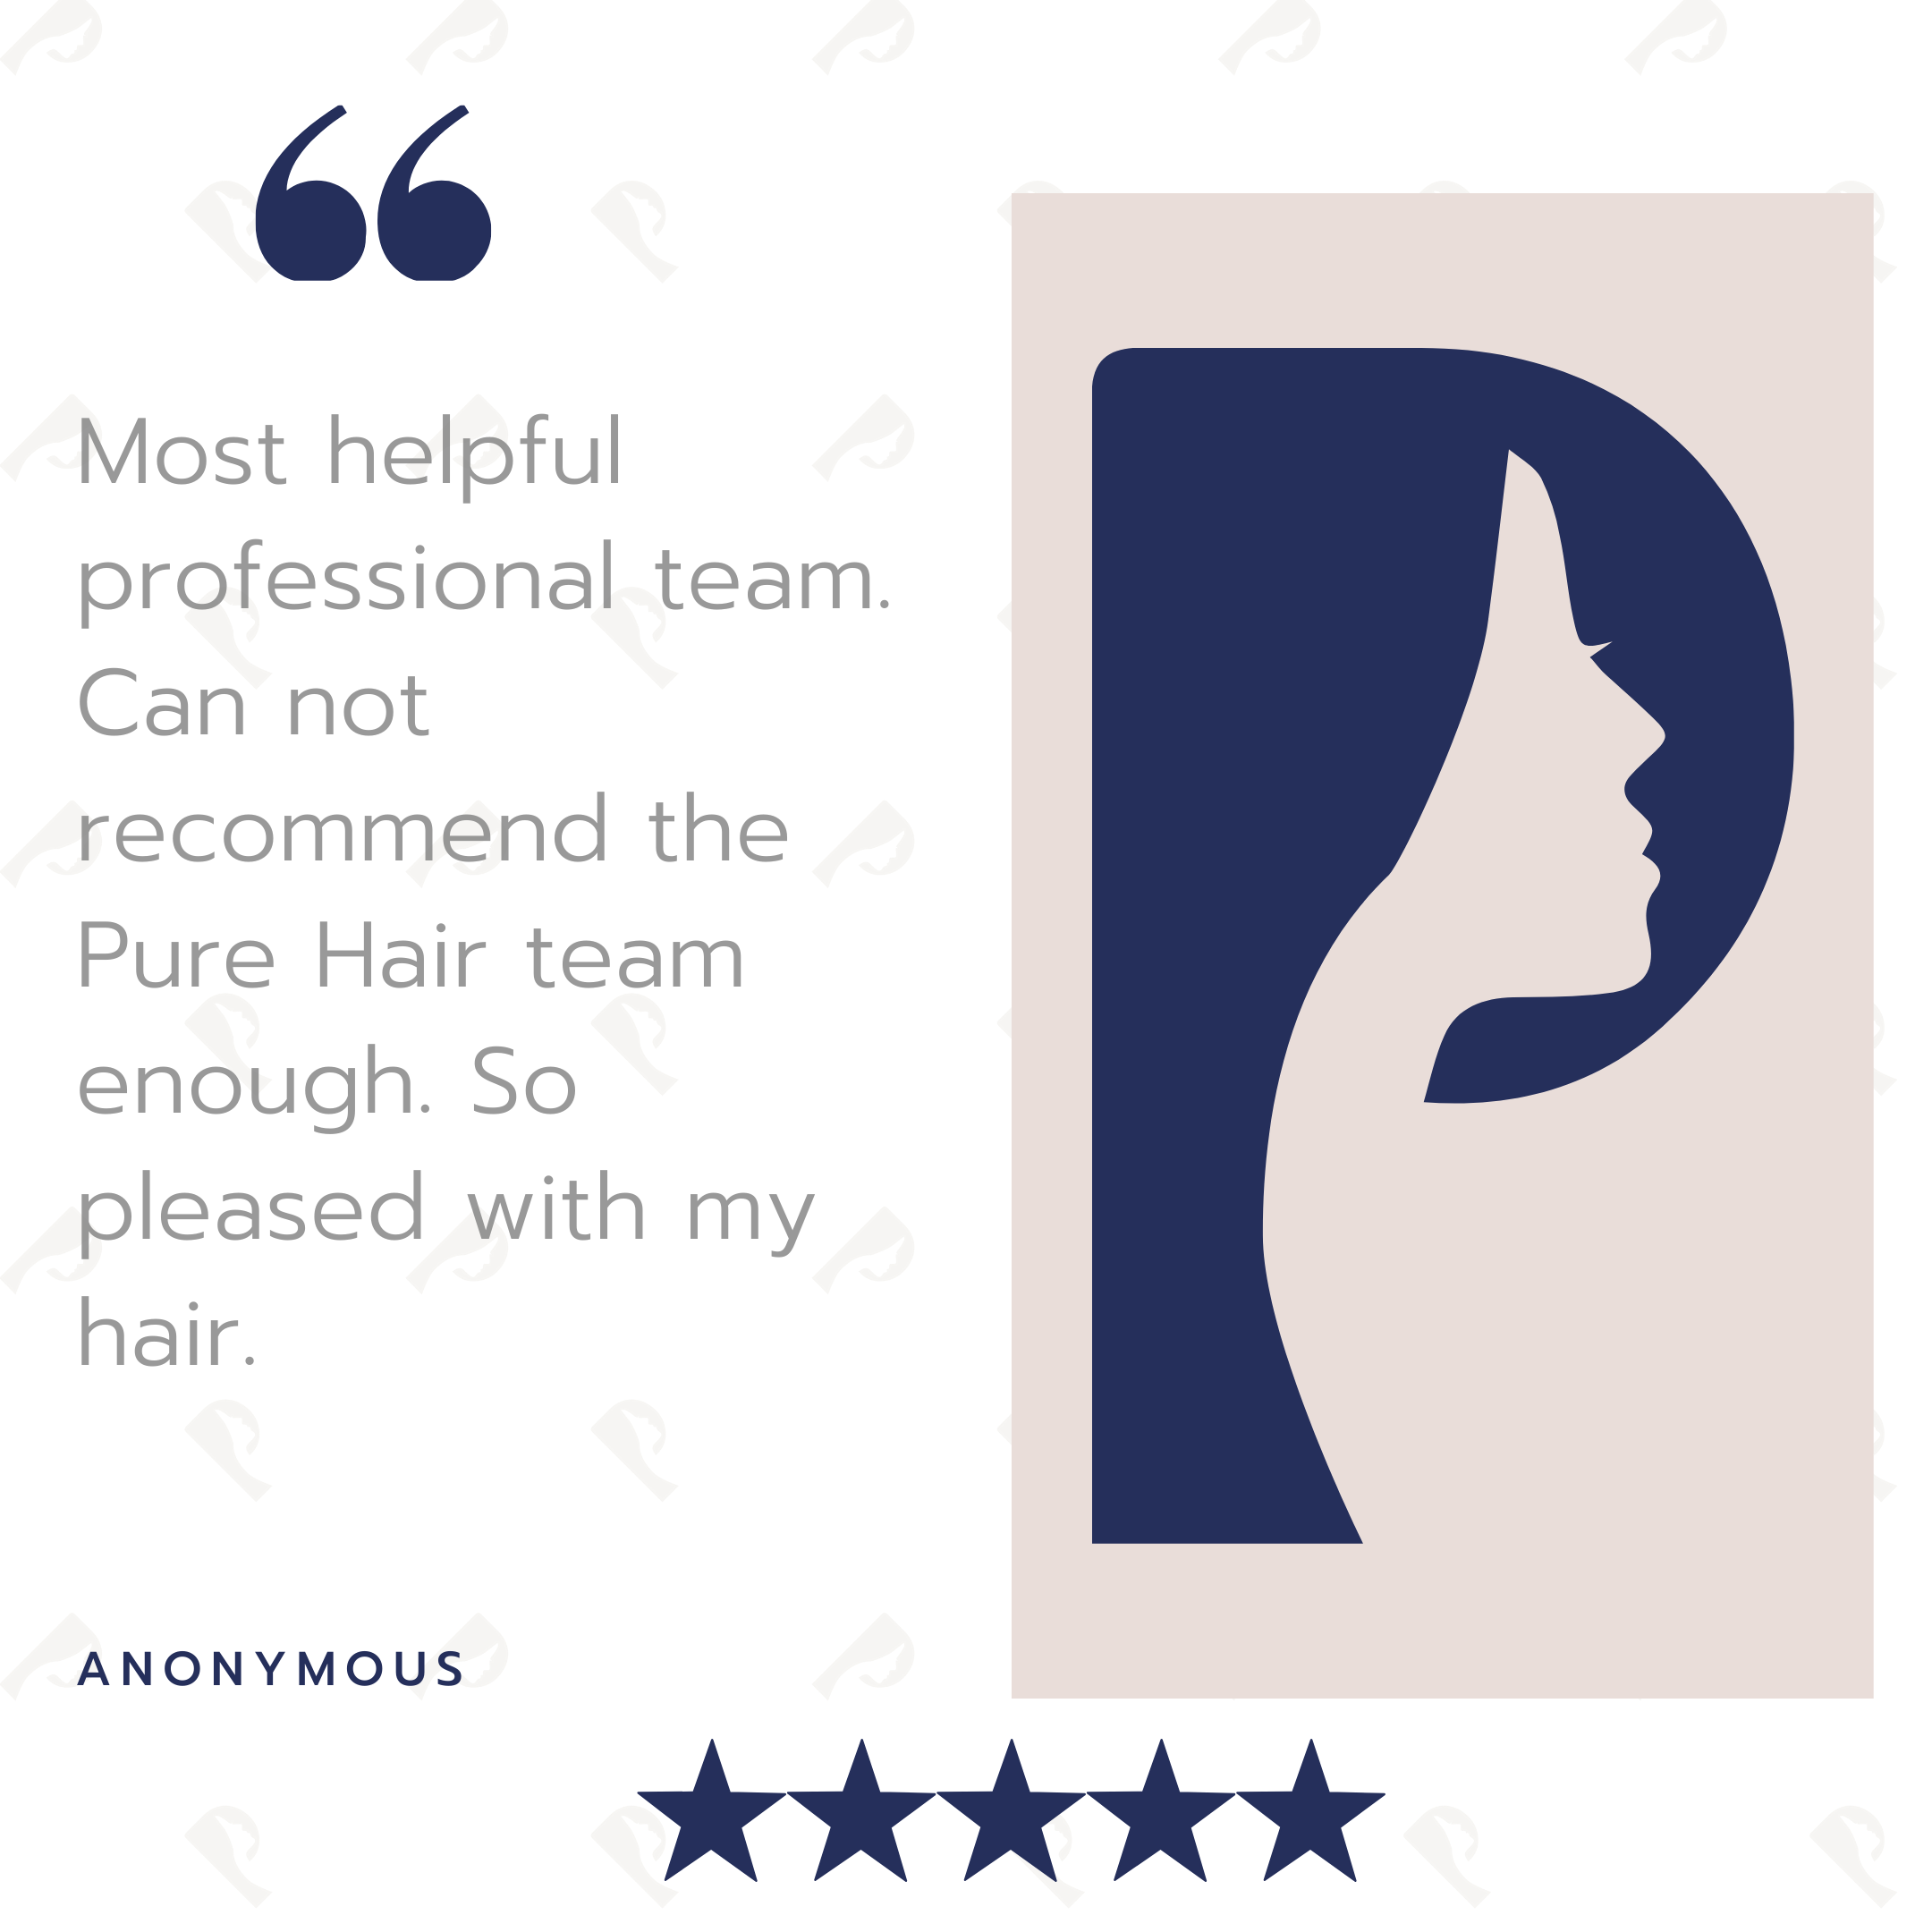 “
Most helpful
professional team.
Can not
recommend the
Pure Hair team
enough. So
pleased with my
hair.
ANONYMOUS